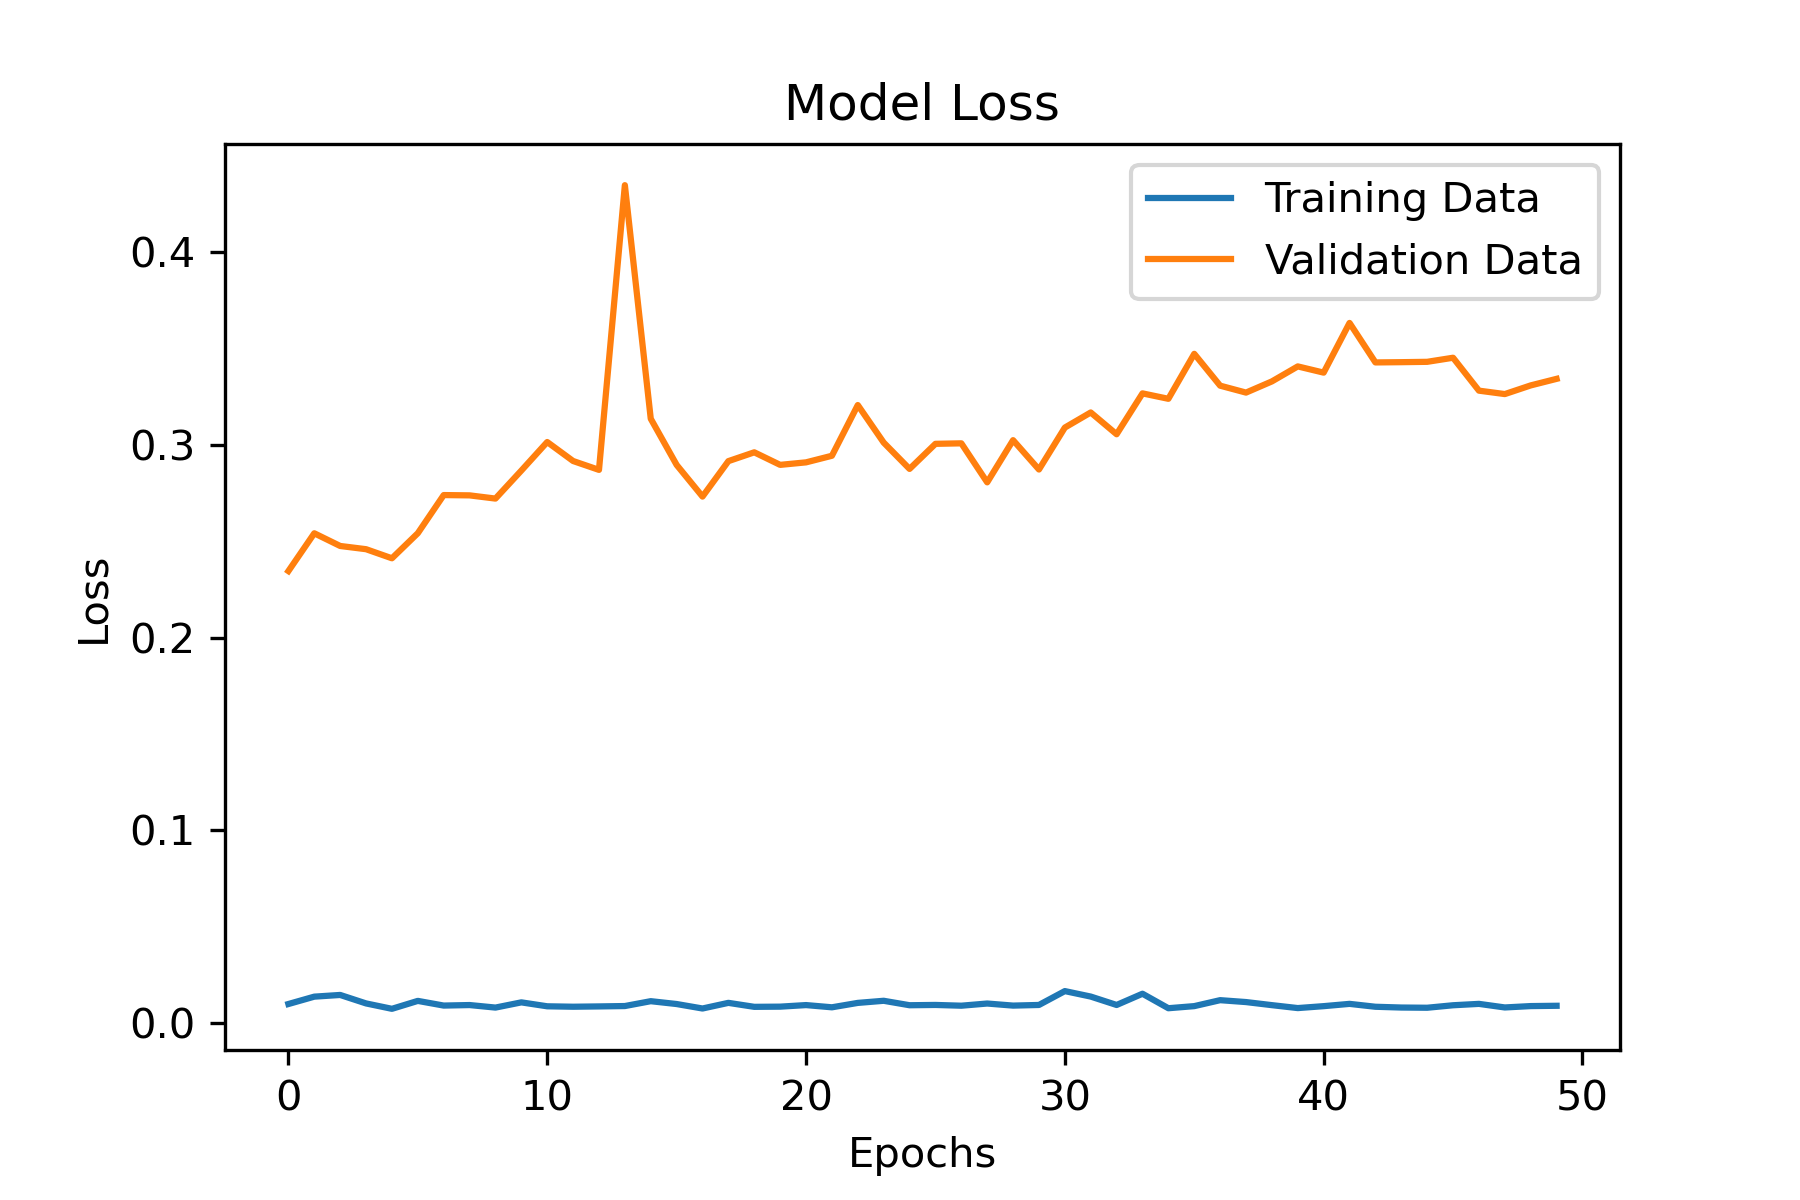 Model Loss
Training Data
Validation Data
0.4
0.3
0.2
0.1
0.0
Loss
0 10 20 30 40 50
Epochs